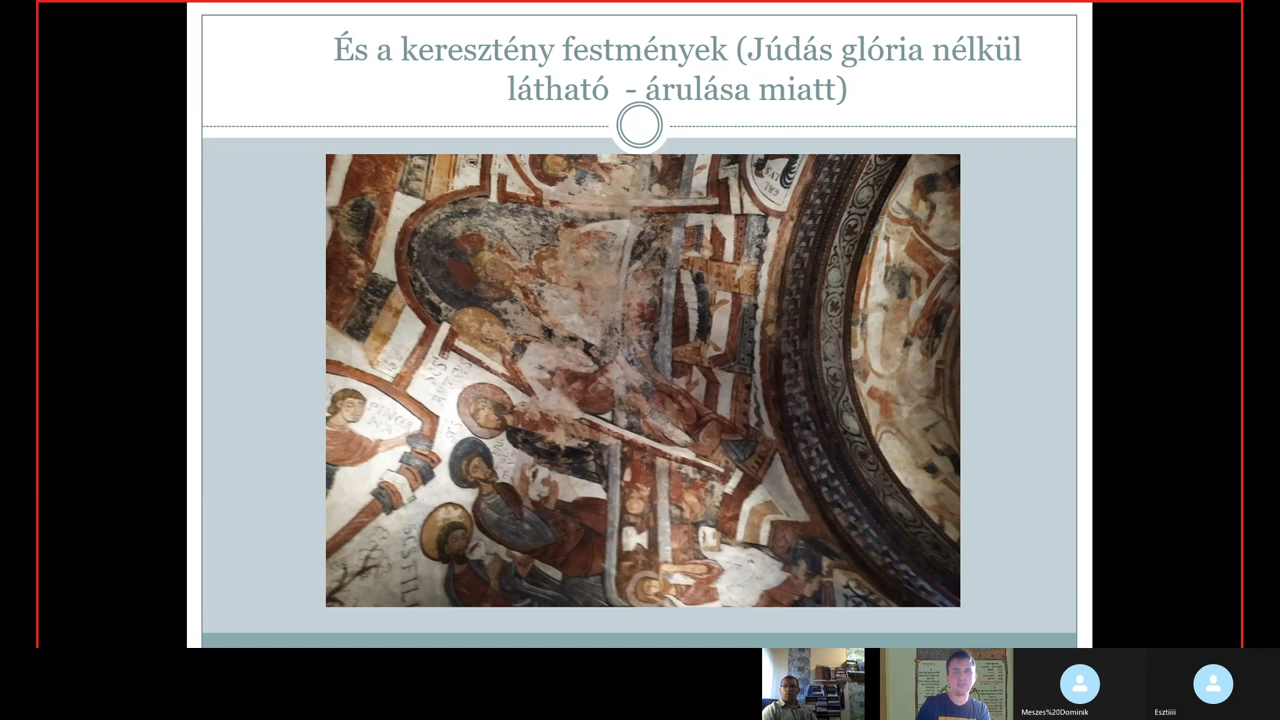 És a keresztény festmények (Júdás glória nélkül
látható - árulása miatt)
Meszes%20Dominik
Esztiiii